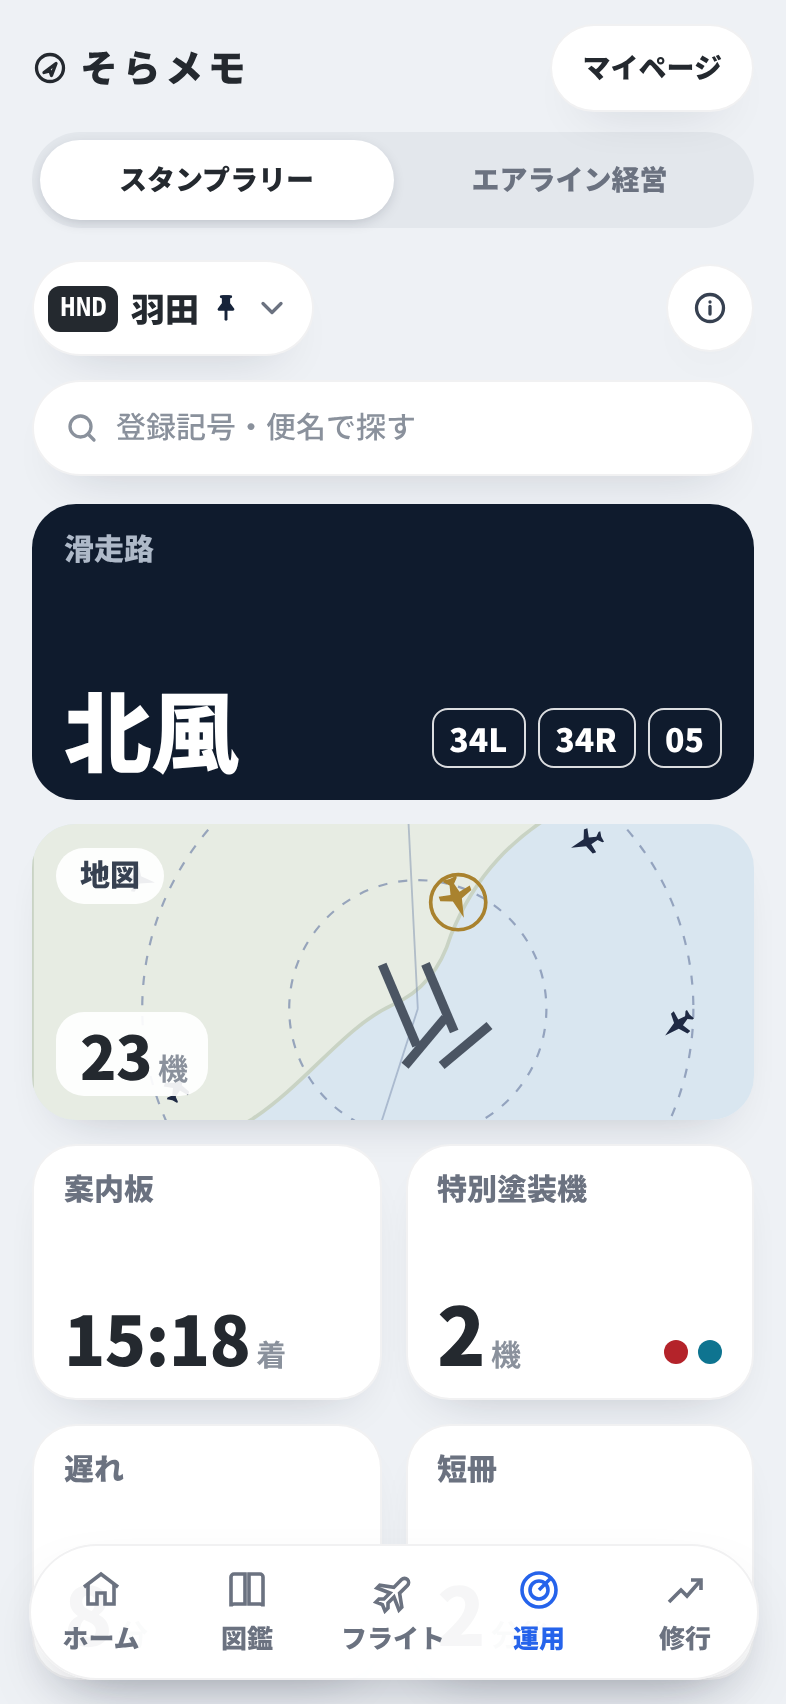 そらメモ
マイページ
スタンプラリー
エアライン経営
HND 羽田
登録記号・便名で探す
滑走路
北風
34L 34R 05
地図
23 機
案内板
15:18 着
特別塗装機
2 機
遅れ
短冊
8
2
ホーム
図鑑
フライト
運用
修行